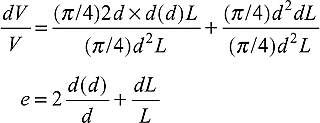 dV/V = (π/4)2d × d(d)L/(π/4)d²L + (π/4)d²dL/(π/4)d²L
e = 2 d(d)/d + dL/L